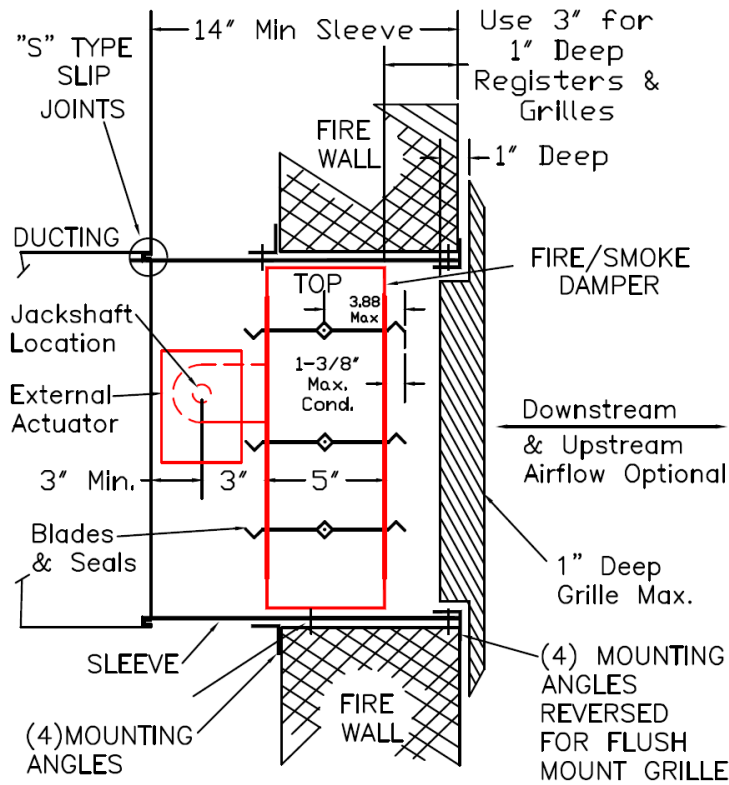 14" Min Sleeve
Use 3" for
1" Deep
Registers &
Grilles
"S" TYPE
SLIP
JOINTS
FIRE
WALL
1" Deep
DUCTING
FIRE/SMOKE
DAMPER
TOP
3.88
Max
Jackshaft
Location
1-3/8"
Max.
Cond.
External
Actuator
Downstream
& Upstream
Airflow Optional
3" Min.
3"
5"
Blades
& Seals
1" Deep
Grille Max.
SLEEVE
(4) MOUNTING
ANGLES
REVERSED
FOR FLUSH
MOUNT GRILLE
FIRE
WALL
(4)MOUNTING
ANGLES